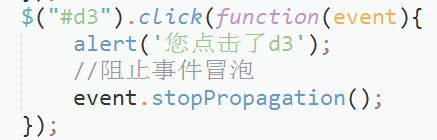 $("#d3").click(function(event){
alert('您点击了d3');
//阻止事件冒泡
event.stopPropagation();
});